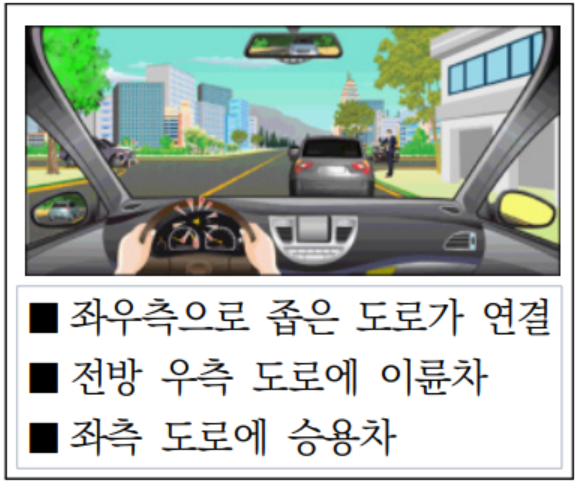 ■ 좌우측으로 좁은 도로가 연결
■ 전방 우측 도로에 이륜차
■ 좌측 도로에 승용차